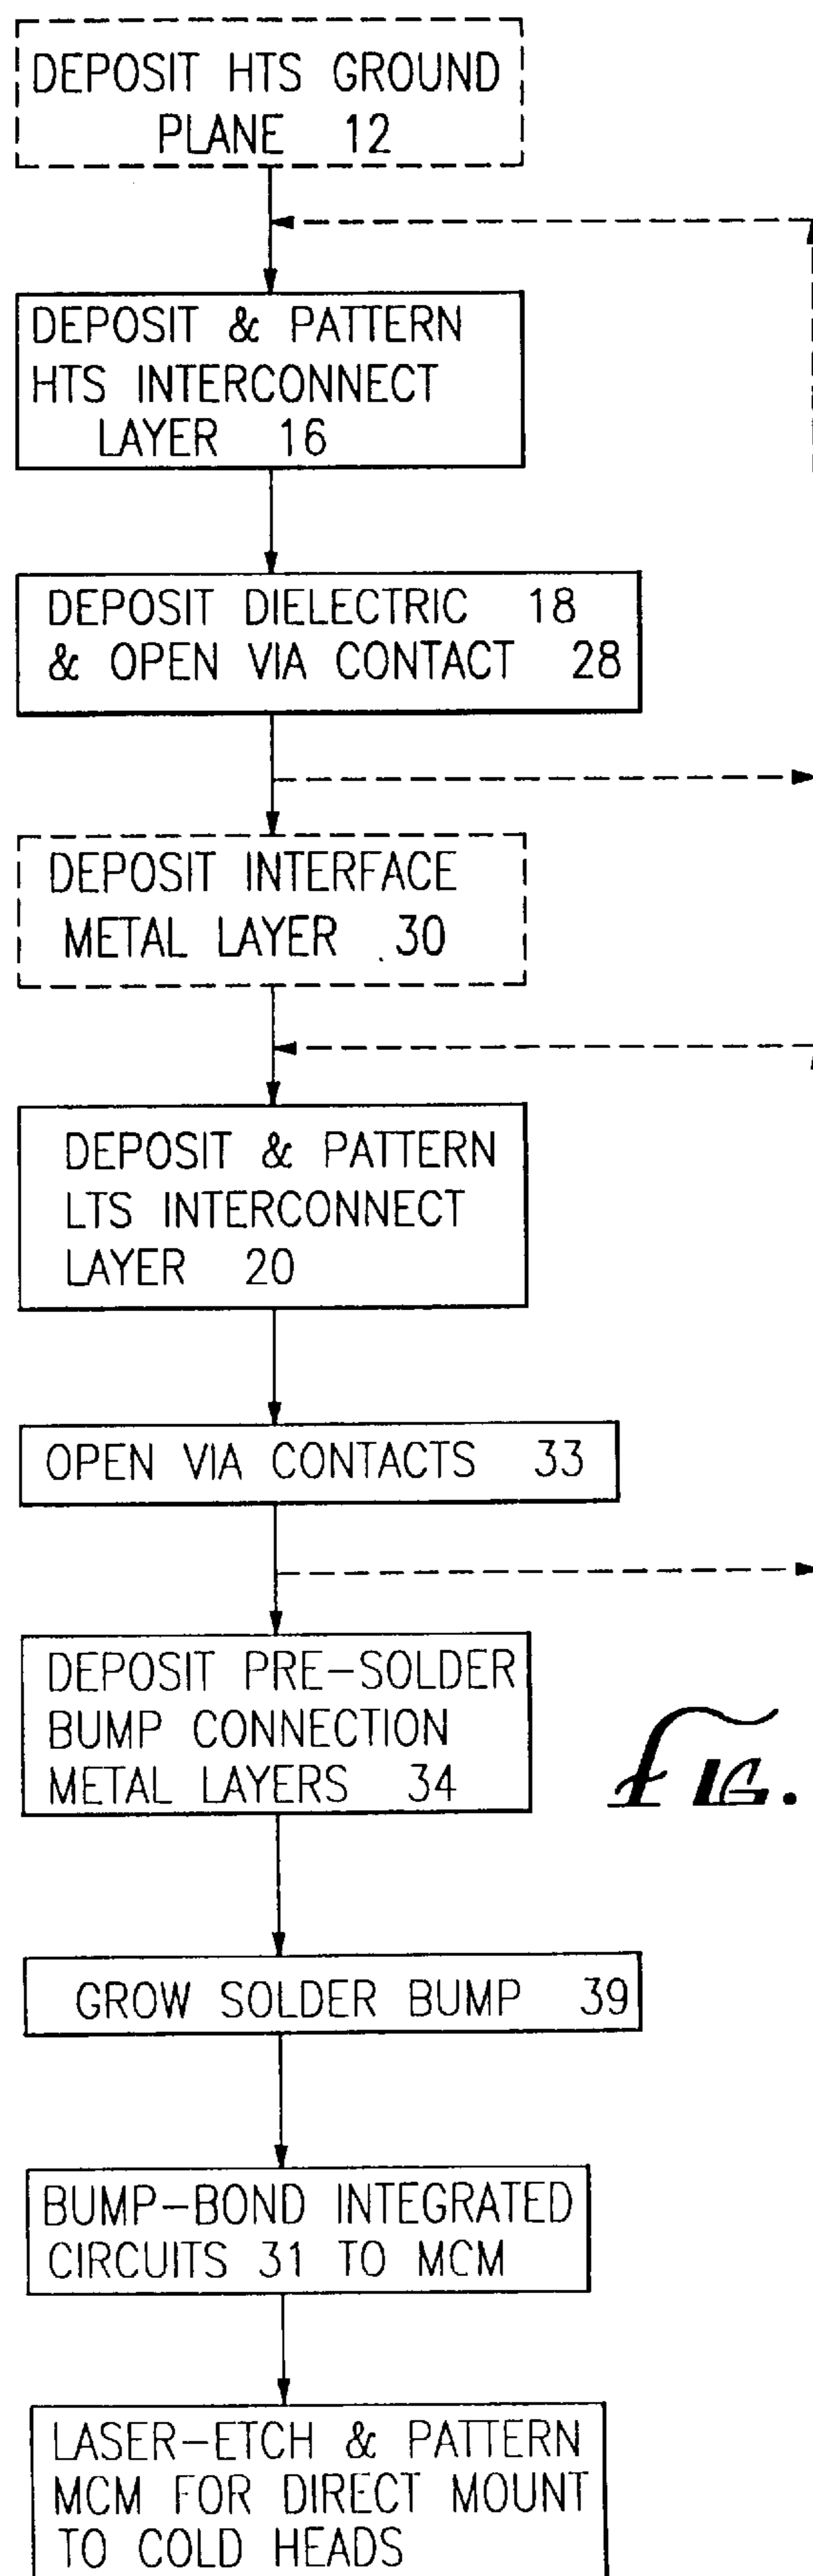 DEPOSIT HTS GROUND
PLANE 12
DEPOSIT & PATTERN
HTS INTERCONNECT
LAYER 16
DEPOSIT DIELECTRIC 18
& OPEN VIA CONTACT 28
DEPOSIT INTERFACE
METAL LAYER 30
DEPOSIT & PATTERN
LTS INTERCONNECT
LAYER 20
OPEN VIA CONTACTS 33
DEPOSIT PRE-SOLDER
BUMP CONNECTION
METAL LAYERS 34
FIG.
GROW SOLDER BUMP 39
BUMP-BOND INTEGRATED
CIRCUITS 31 TO MCM
LASER-ETCH & PATTERN
MCM FOR DIRECT MOUNT
TO COLD HEADS